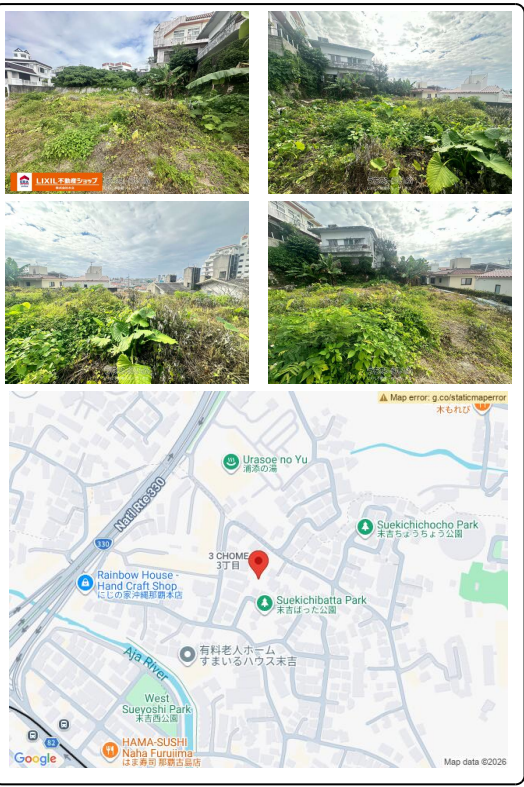 LIXIL不動産ショップ
Map error: g.co/staticmaperror
木もれび
Urasoe no Yu
浦添の湯
Nat'l Rte 330
330
Suekichichocho Park
末吉ちょうちょう公園
3 CHOME
3丁目
Rainbow House -
Hand Craft Shop
にじの家沖縄那覇本店
Suekichibatta Park
末吉ばった公園
有料老人ホーム
すまいるハウス末吉
Aja River
West
Sueyoshi Park
末吉西公園
82
HAMA-SUSHI
Naha Furujima
はま寿司 那覇古島店
Google
Map data ©2026